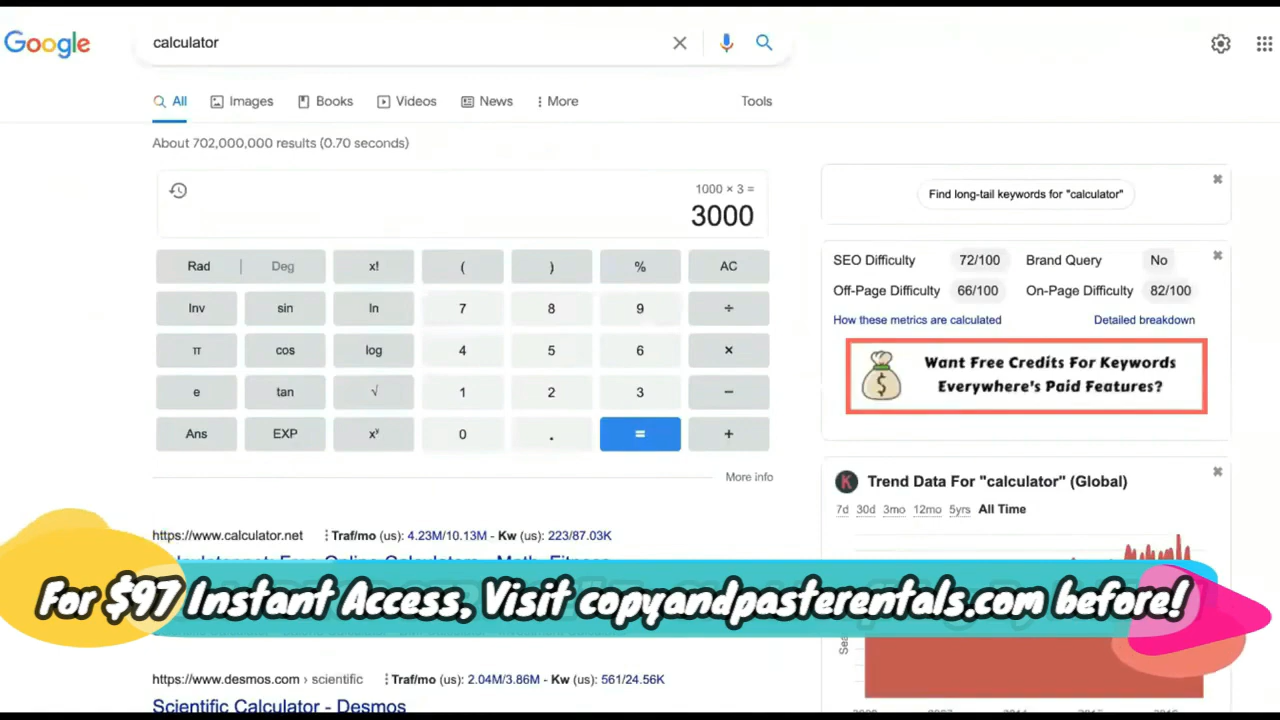 Google
calculator
All Images Books Videos News More Tools
About 702,000,000 results (0.70 seconds)
1000 × 3 =
3000
Rad Deg x! ( ) % AC
Inv sin ln 7 8 9 ÷
π cos log 4 5 6 ×
e tan √ 1 2 3 −
Ans EXP xʸ 0 . = +
More info
https://www.calculator.net Traf/mo (us): 4.23M/10.13M - Kw (us): 223/87.03K
https://www.desmos.com › scientific Traf/mo (us): 2.04M/3.86M - Kw (us): 561/24.56K
Scientific Calculator - Desmos
Find long-tail keywords for "calculator"
SEO Difficulty 72/100 Brand Query No
Off-Page Difficulty 66/100 On-Page Difficulty 82/100
How these metrics are calculated Detailed breakdown
Want Free Credits For Keywords
Everywhere's Paid Features?
Trend Data For "calculator" (Global)
7d 30d 3mo 12mo 5yrs All Time
For $97 Instant Access, Visit copyandpasterentals.com before!